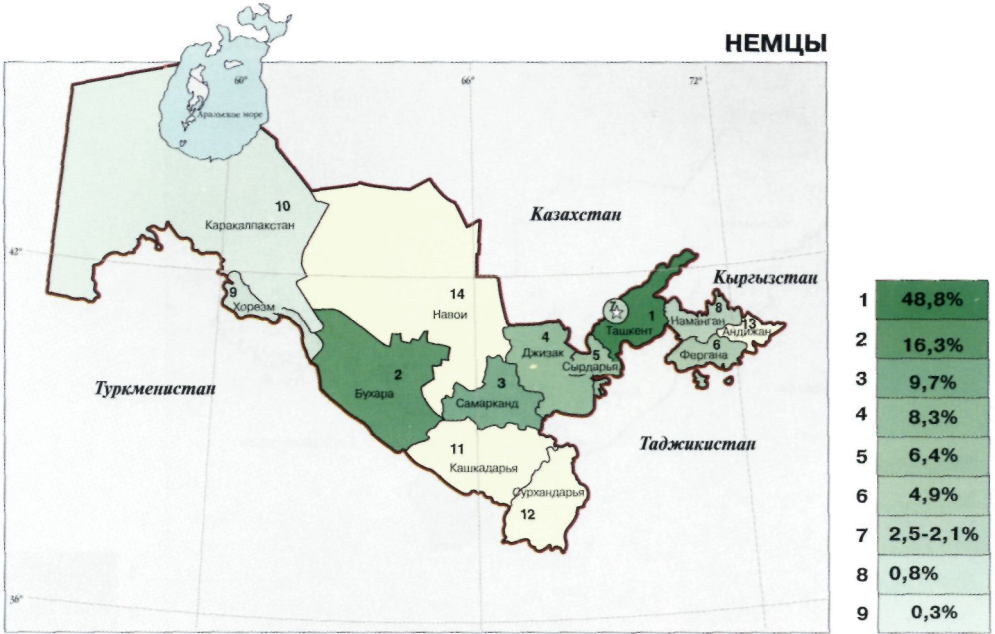 НЕМЦЫ
60°
66°
72°
Аральское море
10
Каракалпакстан
Казахстан
42°
Кыргызстан
9
Хорезм
14
Навои
7
1
Ташкент
8
Наманган
13
Андижан
6
Фергана
4
Джизак
5
Сырдарья
2
Бухара
3
Самарканд
Туркменистан
Таджикистан
11
Кашкадарья
Сурхандарья
12
36°
1 48,8%
2 16,3%
3 9,7%
4 8,3%
5 6,4%
6 4,9%
7 2,5-2,1%
8 0,8%
9 0,3%